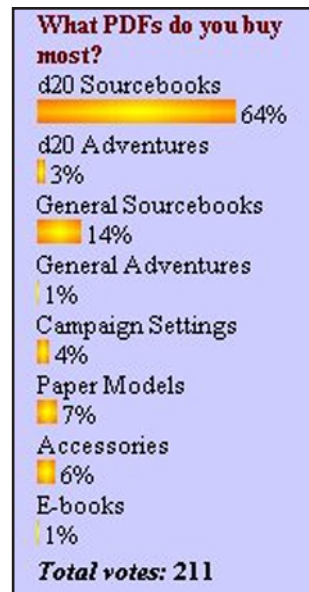 What PDFs do you buy
most?
d20 Sourcebooks
64%
d20 Adventures
3%
General Sourcebooks
14%
General Adventures
1%
Campaign Settings
4%
Paper Models
7%
Accessories
6%
E-books
1%
Total votes: 211